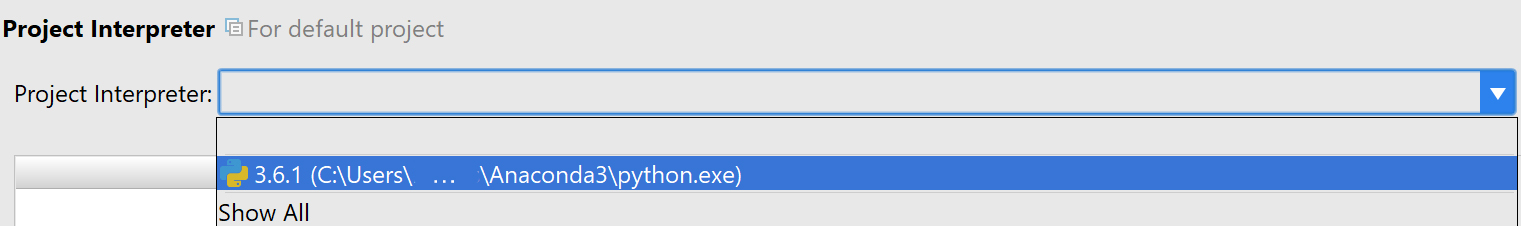 Project Interpreter For default project
Project Interpreter:
3.6.1 (C:\Users\ ... \Anaconda3\python.exe)
Show All